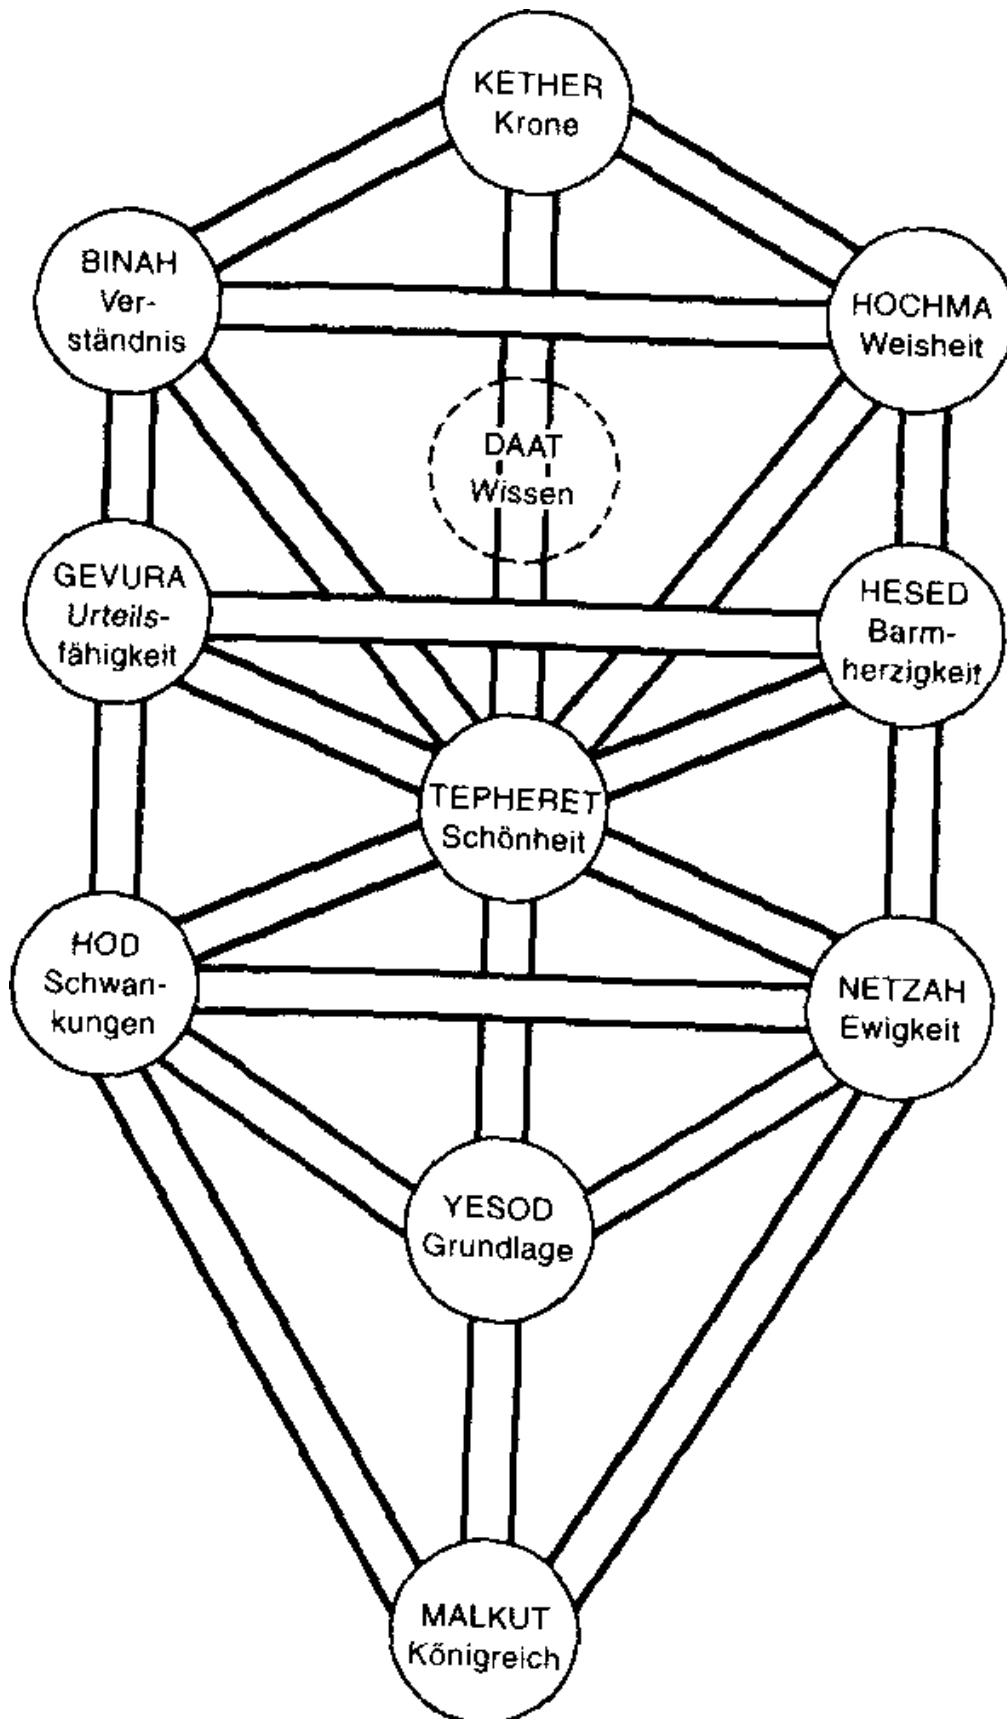 KETHER
Krone
BINAH
Ver-
ständnis
HOCHMA
Weisheit
DAAT
Wissen
GEVURA
Urteils-
fähigkeit
HESED
Barm-
herzigkeit
TEPHERET
Schönheit
HOD
Schwan-
kungen
NETZAH
Ewigkeit
YESOD
Grundlage
MALKUT
Königreich